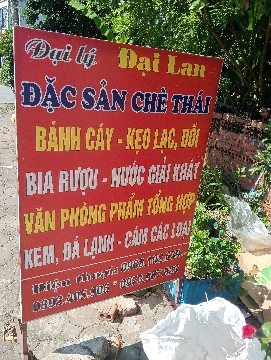 Đại lý Đại Lan
ĐẶC SẢN CHÈ THÁI
BÁNH CÁY - KẸO LẠC, DỒI
BIA RƯỢU - NƯỚC GIẢI KHÁT
VĂN PHÒNG PHẨM TỔNG HỢP
KEM, ĐÁ LẠNH - CÁM CÁC LOẠI